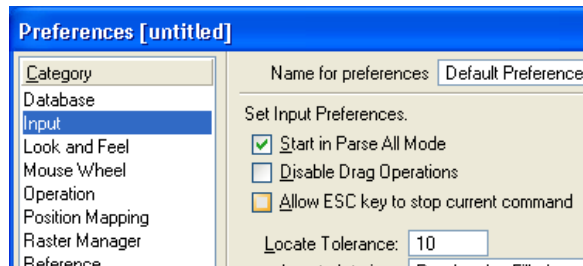 Preferences [untitled]
Category
Database
Input
Look and Feel
Mouse Wheel
Operation
Position Mapping
Raster Manager
Reference
Name for preferences Default Preference
Set Input Preferences.
Start in Parse All Mode
Disable Drag Operations
Allow ESC key to stop current command
Locate Tolerance: 10